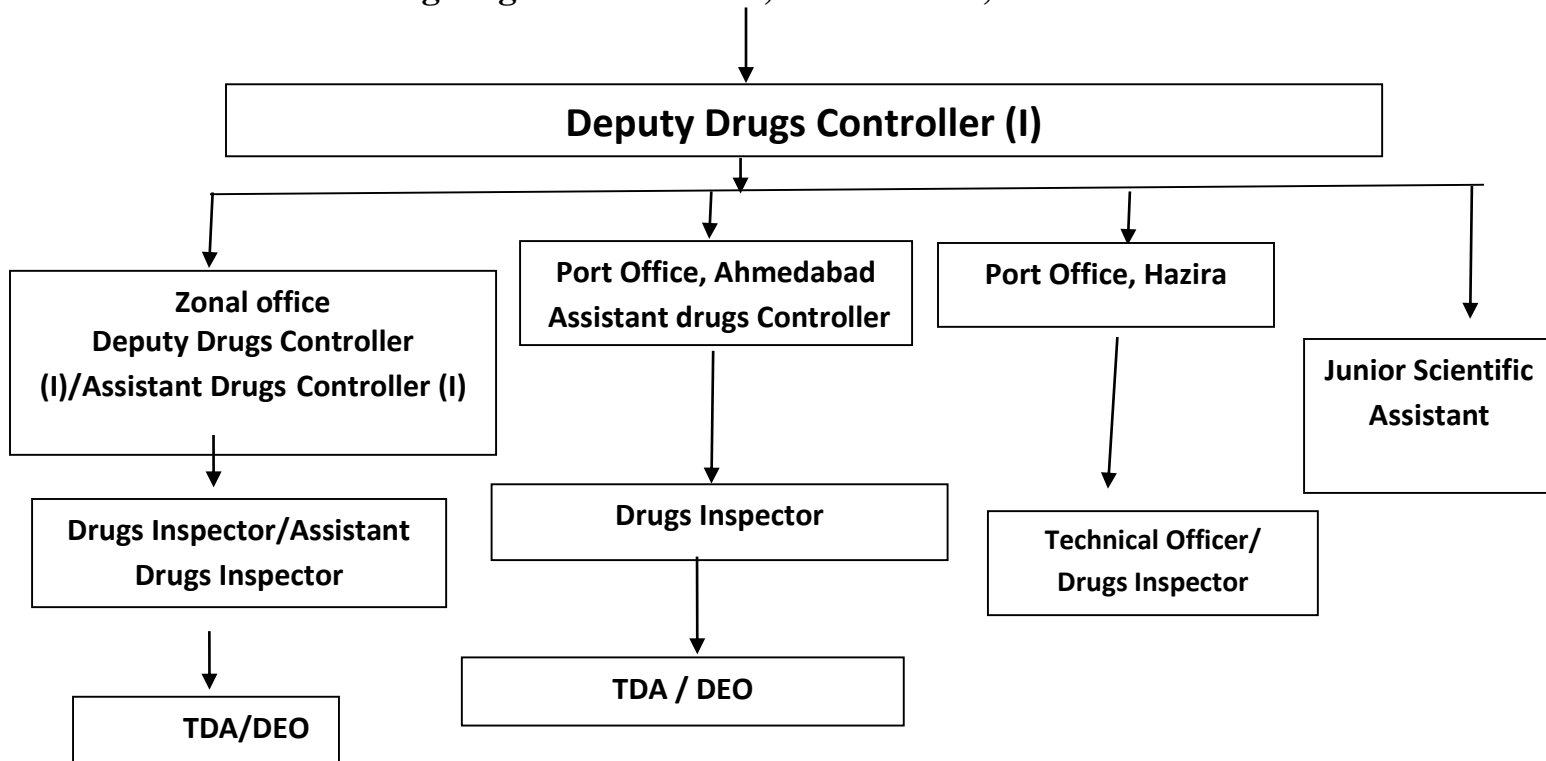 Deputy Drugs Controller (I)
Zonal office
Deputy Drugs Controller
(I)/Assistant Drugs Controller (I)
Port Office, Ahmedabad
Assistant drugs Controller
Port Office, Hazira
Junior Scientific
Assistant
Drugs Inspector/Assistant
Drugs Inspector
Drugs Inspector
Technical Officer/
Drugs Inspector
TDA/DEO
TDA / DEO